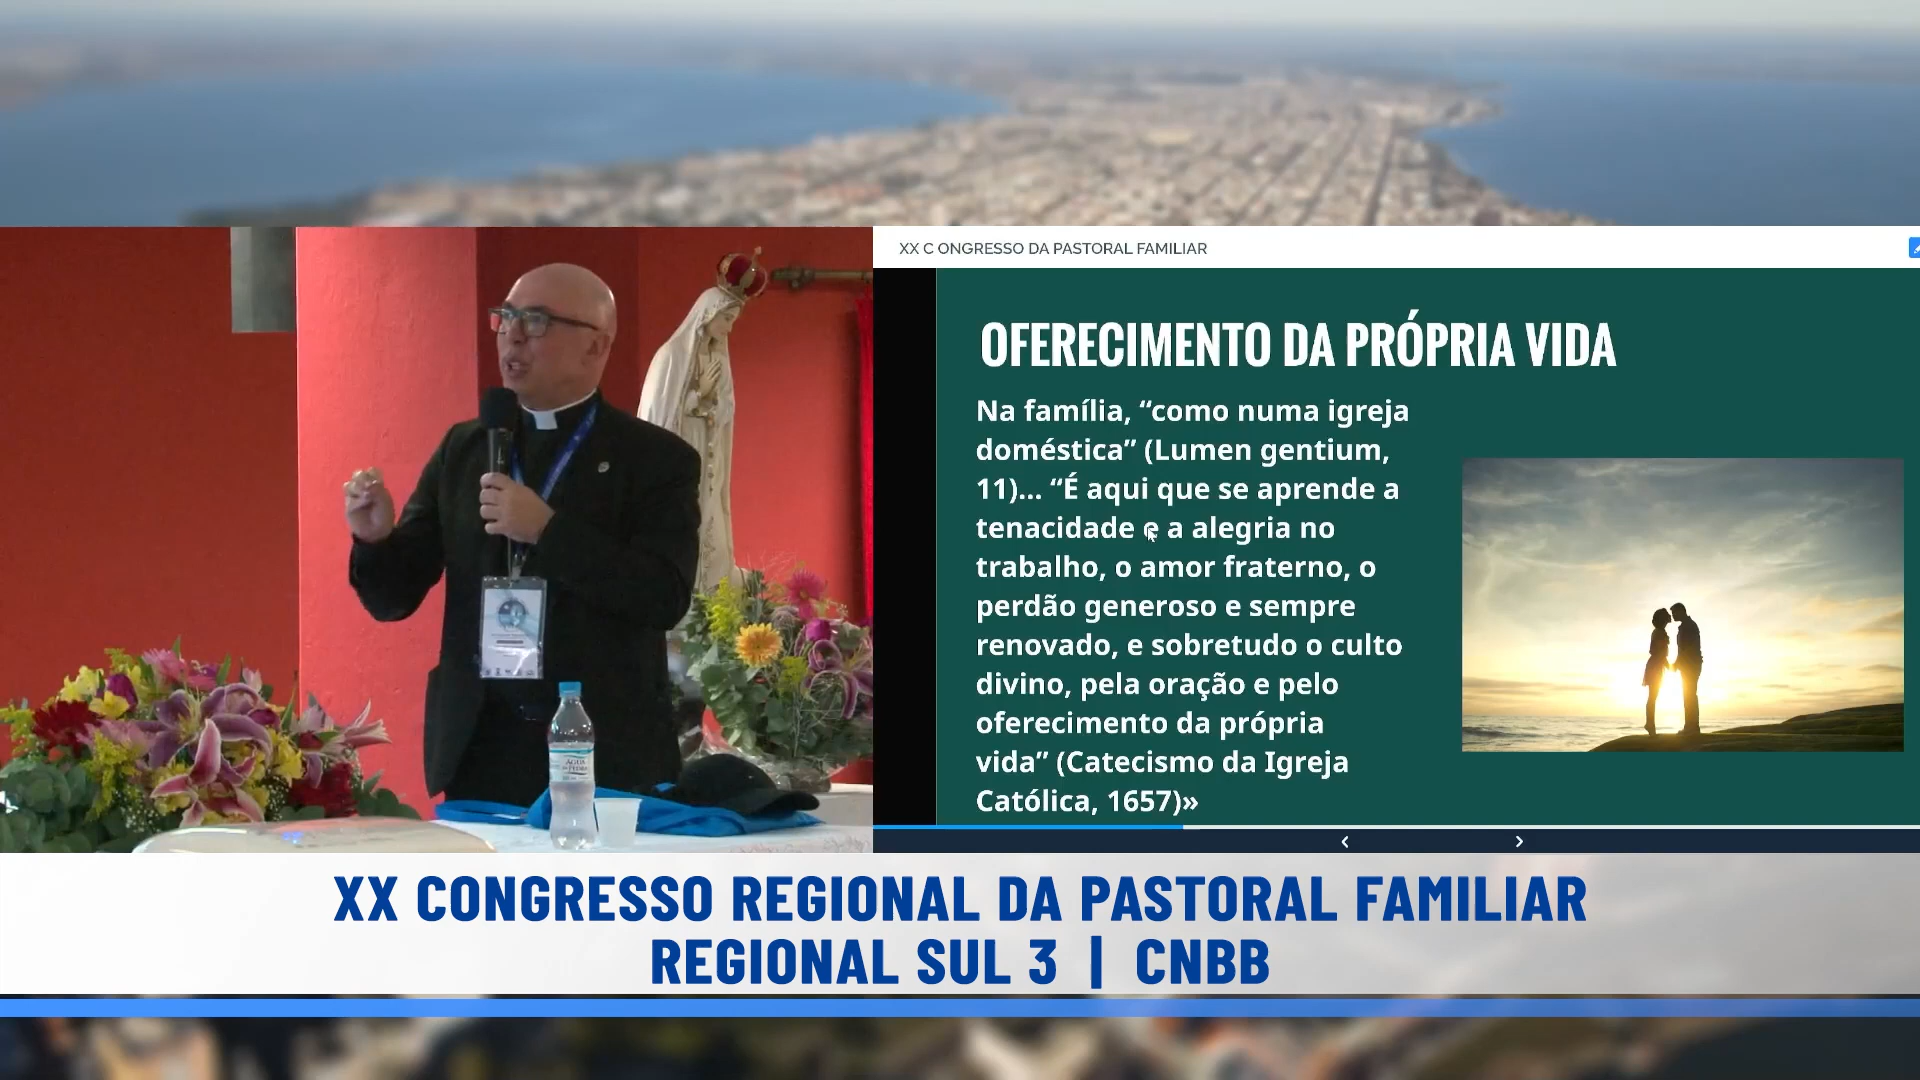 XX C ONGRESSO DA PASTORAL FAMILIAR
OFERECIMENTO DA PRÓPRIA VIDA
Na família, “como numa igreja
doméstica” (Lumen gentium,
11)... “É aqui que se aprende a
tenacidade e a alegria no
trabalho, o amor fraterno, o
perdão generoso e sempre
renovado, e sobretudo o culto
divino, pela oração e pelo
oferecimento da própria
vida” (Catecismo da Igreja
Católica, 1657)»
XX CONGRESSO REGIONAL DA PASTORAL FAMILIAR
REGIONAL SUL 3 | CNBB